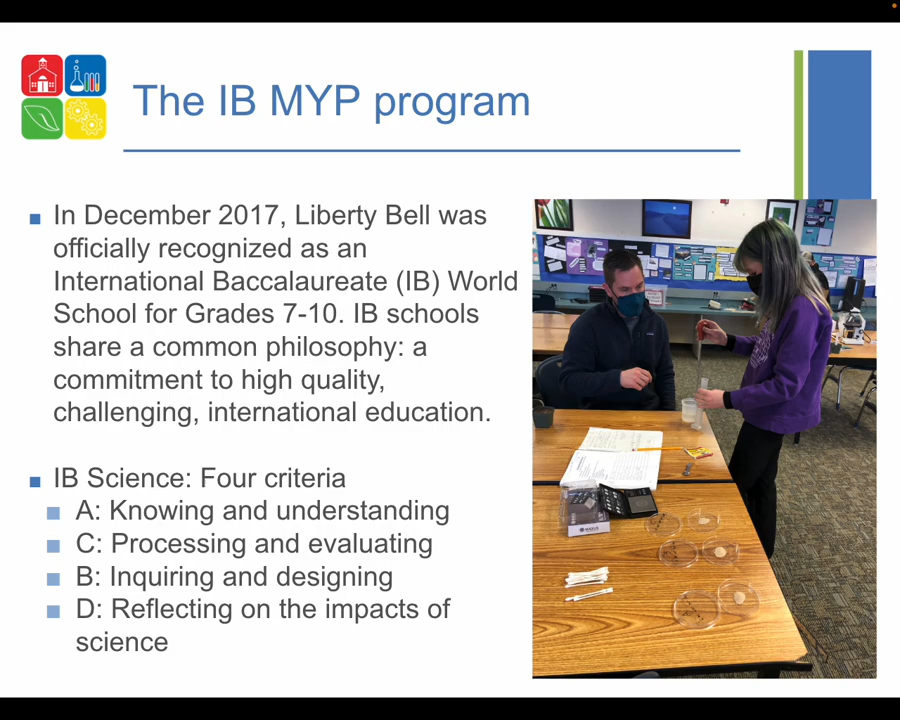 The IB MYP program
In December 2017, Liberty Bell was
officially recognized as an
International Baccalaureate (IB) World
School for Grades 7-10. IB schools
share a common philosophy: a
commitment to high quality,
challenging, international education.
IB Science: Four criteria
A: Knowing and understanding
C: Processing and evaluating
B: Inquiring and designing
D: Reflecting on the impacts of
science